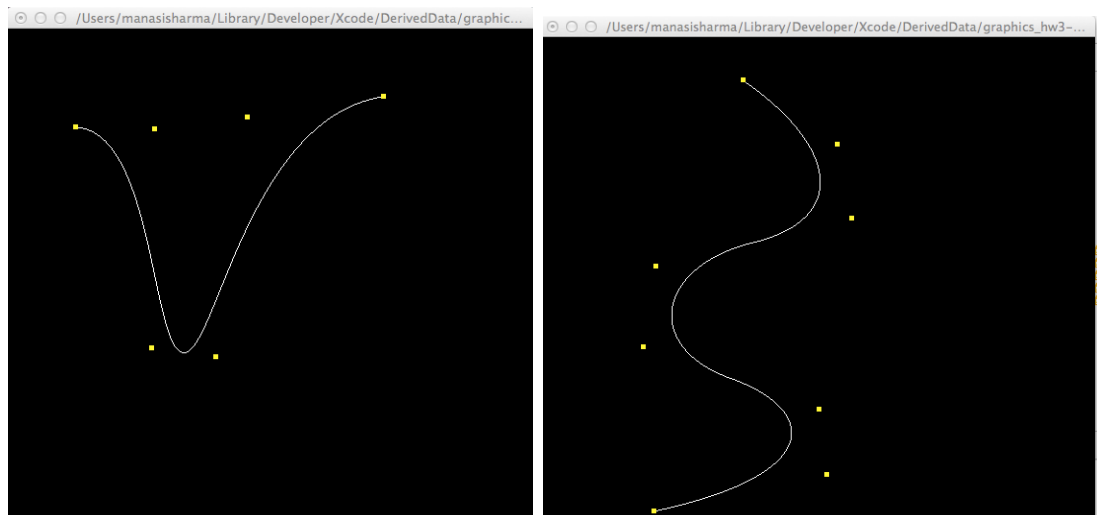 /Users/manasisharma/Library/Developer/Xcode/DerivedData/graphic...
/Users/manasisharma/Library/Developer/Xcode/DerivedData/graphics_hw3-...